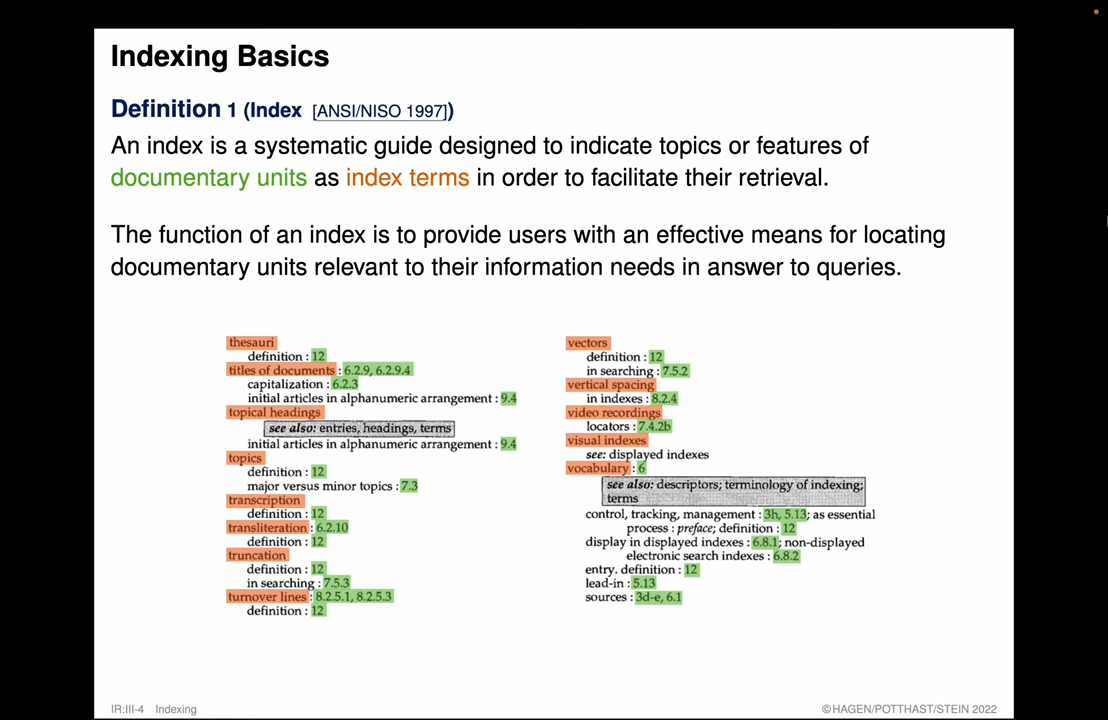 Indexing Basics
Definition 1 (Index [ANSI/NISO 1997])
An index is a systematic guide designed to indicate topics or features of
documentary units as index terms in order to facilitate their retrieval.
The function of an index is to provide users with an effective means for locating
documentary units relevant to their information needs in answer to queries.
thesauri
definition : 12
titles of documents : 6.2.9, 6.2.9.4
capitalization : 6.2.3
initial articles in alphanumeric arrangement : 9.4
topical headings
see also: entries, headings, terms
initial articles in alphanumeric arrangement : 9.4
topics
definition : 12
major versus minor topics : 7.3
transcription
definition : 12
transliteration : 6.2.10
definition : 12
truncation
definition : 12
in searching : 7.5.3
turnover lines : 8.2.5.1, 8.2.5.3
definition : 12
vectors
definition : 12
in searching : 7.5.2
vertical spacing
in indexes : 8.2.4
video recordings
locators : 7.4.2b
visual indexes
see: displayed indexes
vocabulary : 6
see also: descriptors; terminology of indexing;
terms
control, tracking, management : 3h, 5.13; as essential
process : preface; definition : 12
display in displayed indexes : 6.8.1; non-displayed
electronic search indexes : 6.8.2
entry. definition : 12
lead-in : 5.13
sources : 3d-e, 6.1
IR:III-4 Indexing
© HAGEN/POTTHAST/STEIN 2022